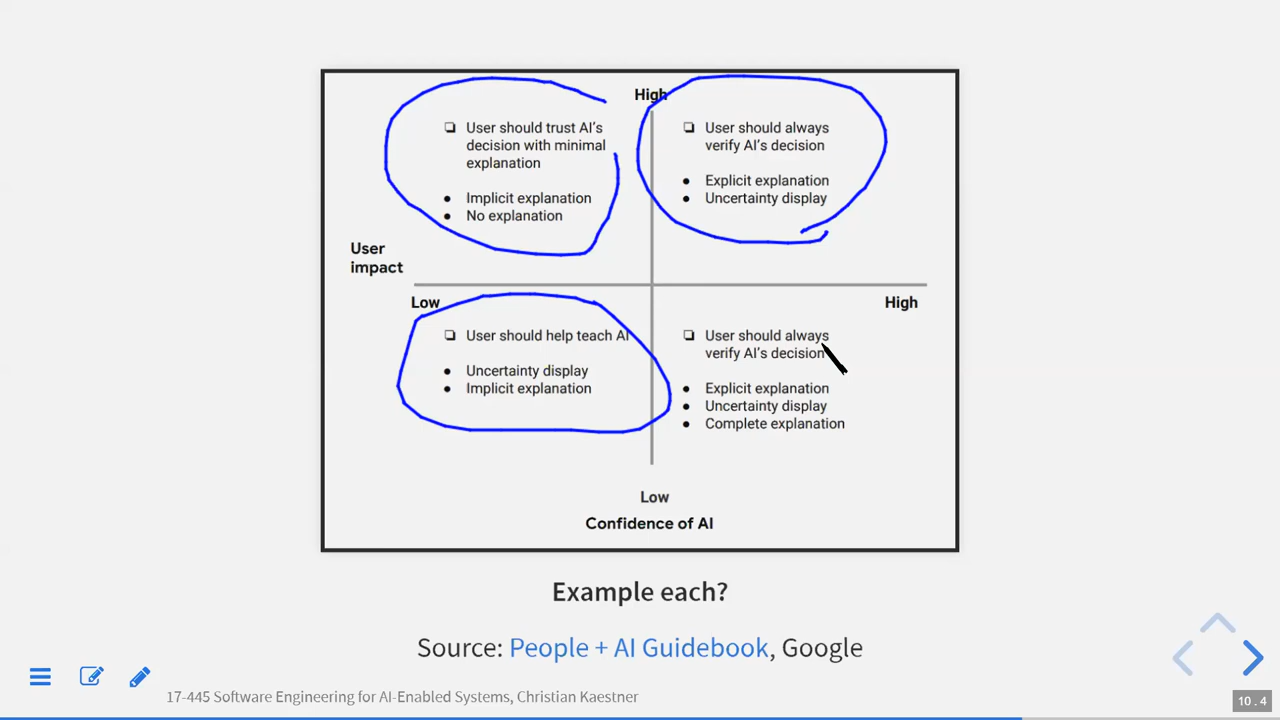 High
❏ User should trust AI's
decision with minimal
explanation
● Implicit explanation
● No explanation
❏ User should always
verify AI's decision
● Explicit explanation
● Uncertainty display
User
impact
Low
High
❏ User should help teach AI
● Uncertainty display
● Implicit explanation
❏ User should always
verify AI's decision
● Explicit explanation
● Uncertainty display
● Complete explanation
Low
Confidence of AI
Example each?
Source: People + AI Guidebook, Google
17-445 Software Engineering for AI-Enabled Systems, Christian Kaestner
10.4